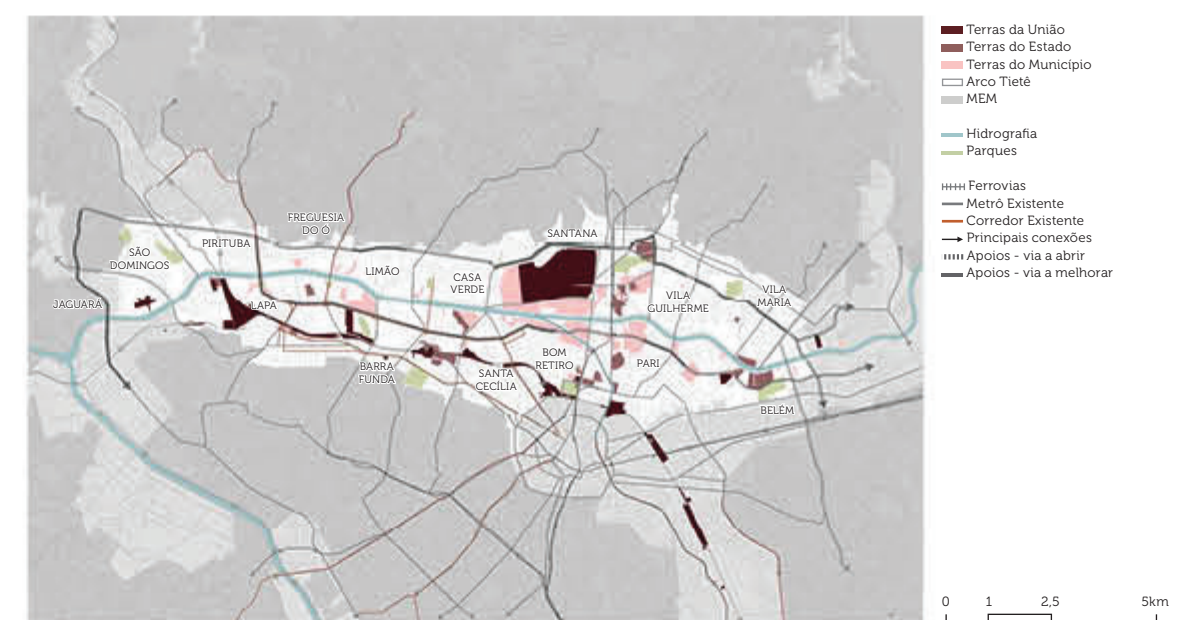 Terras da União
Terras do Estado
Terras do Município
Arco Tietê
MEM
Hidrografia
Parques
Ferrovias
Metrô Existente
Corredor Existente
Principais conexões
Apoios - via a abrir
Apoios - via a melhorar
FREGUESIA
DO Ó
SANTANA
PIRITUBA
SÃO
DOMINGOS
LIMÃO
CASA
VERDE
JAGUARÁ
LAPA
VILA
GUILHERME
VILA
MARIA
BARRA
FUNDA
SANTA
CECÍLIA
BOM
RETIRO
PARI
BELÉM
0 1 2,5 5km